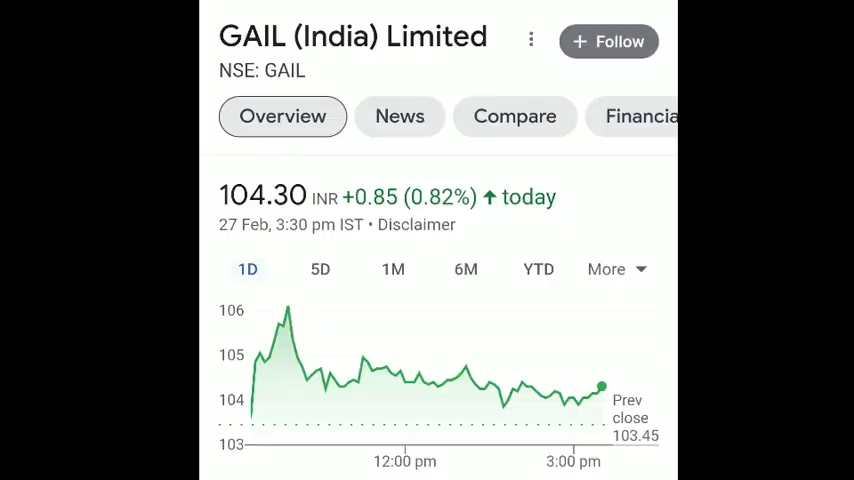 GAIL (India) Limited
+ Follow
NSE: GAIL
Overview News Compare Financia
104.30 INR +0.85 (0.82%) ↑ today
27 Feb, 3:30 pm IST • Disclaimer
1D 5D 1M 6M YTD More
106
105
104
Prev
close
103.45
103
12:00 pm 3:00 pm